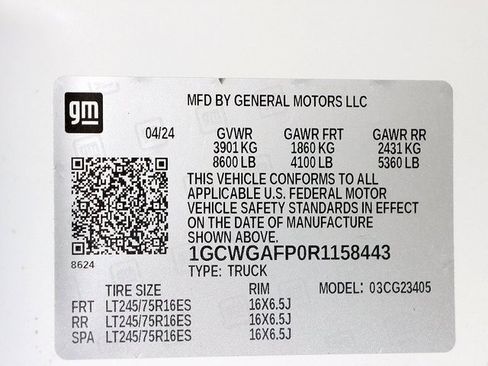 gm
MFD BY GENERAL MOTORS LLC
04/24 GVWR GAWR FRT GAWR RR
3901 KG 1860 KG 2431 KG
8600 LB 4100 LB 5360 LB
THIS VEHICLE CONFORMS TO ALL
APPLICABLE U.S. FEDERAL MOTOR
VEHICLE SAFETY STANDARDS IN EFFECT
ON THE DATE OF MANUFACTURE
SHOWN ABOVE.
1GCWGAFP0R1158443
8624
TYPE: TRUCK
TIRE SIZE RIM MODEL: 03CG23405
FRT LT245/75R16ES 16X6.5J
RR LT245/75R16ES 16X6.5J
SPA LT245/75R16ES 16X6.5J